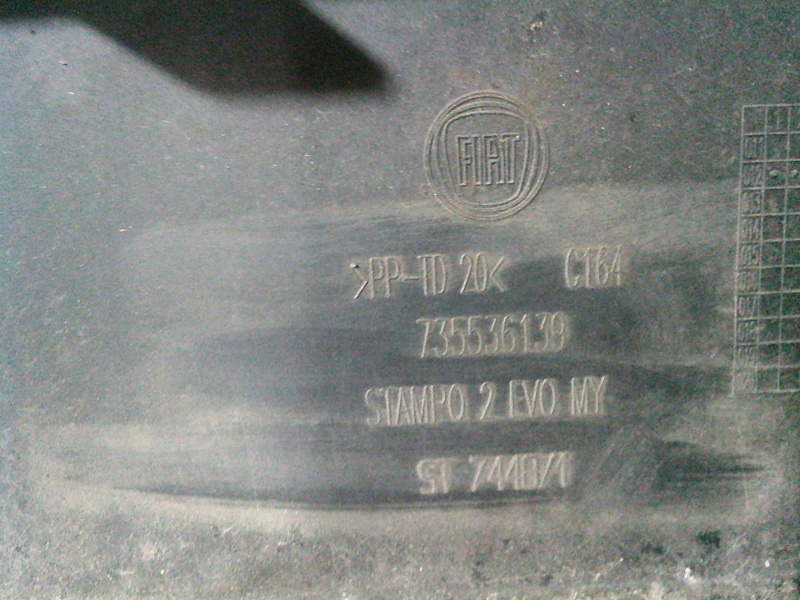 FIAT
>PP-TD 20< C164
735536139
STAMPO 2 EVO MY
ST 7440/1